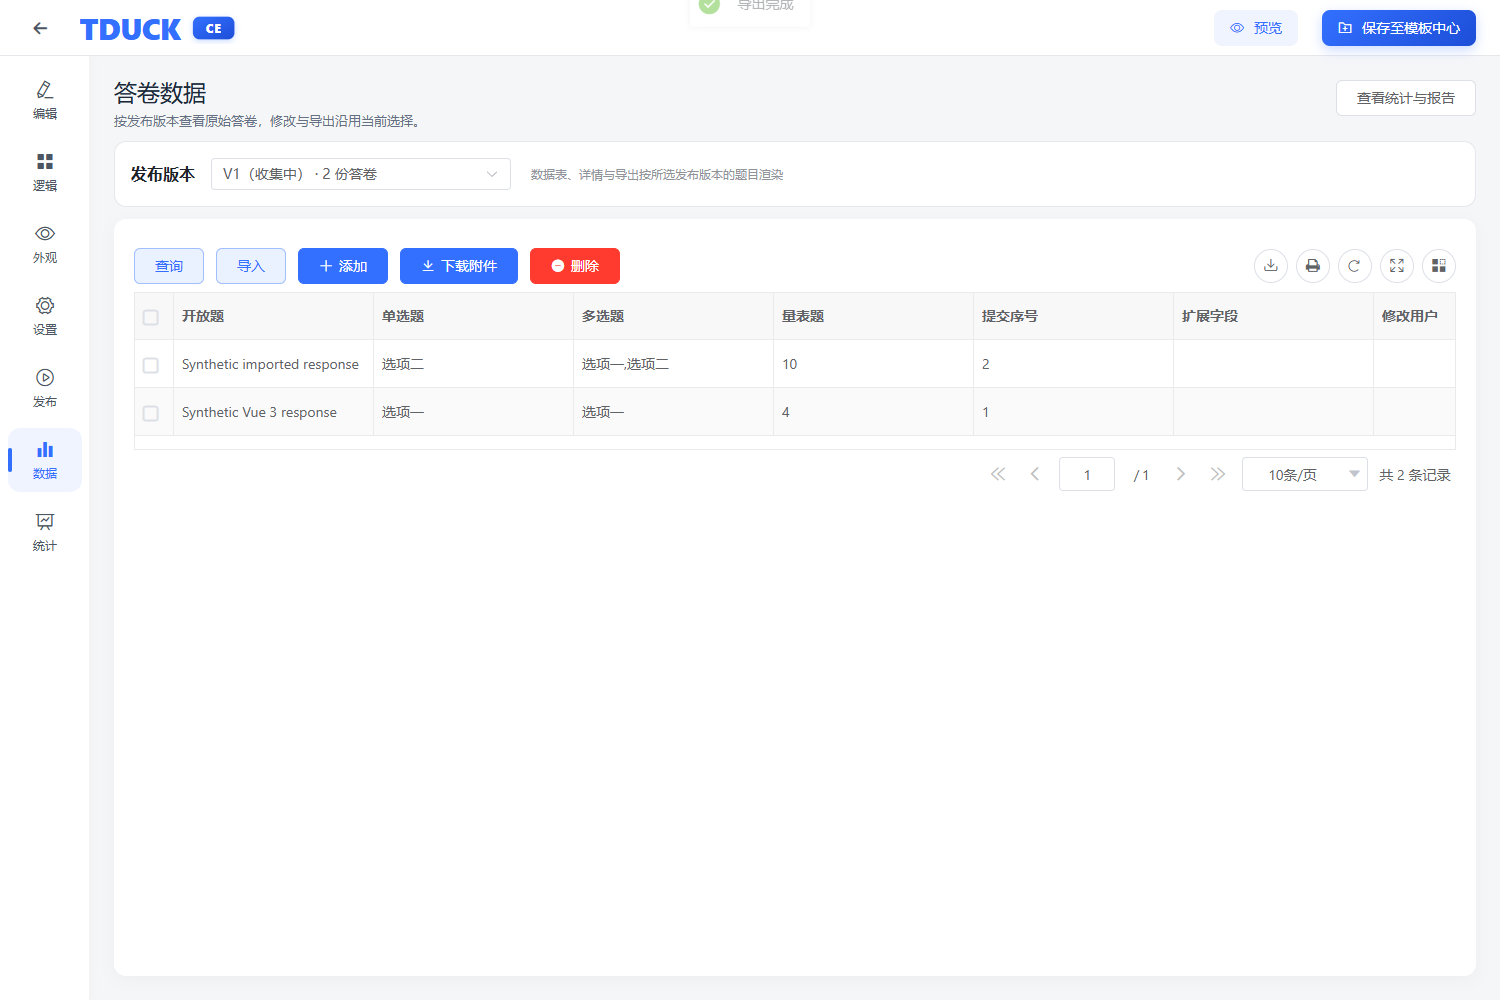 导出完成
TDUCK CE
预览
保存至模板中心
编辑
逻辑
外观
设置
发布
数据
统计
答卷数据
按发布版本查看原始答卷，修改与导出沿用当前选择。
查看统计与报告
发布版本 V1（收集中） · 2 份答卷 数据表、详情与导出按所选发布版本的题目渲染
查询 导入 添加 下载附件 删除
开放题 单选题 多选题 量表题 提交序号 扩展字段 修改用户
Synthetic imported response 选项二 选项一,选项二 10 2
Synthetic Vue 3 response 选项一 选项一 4 1
1 / 1 10条/页 共 2 条记录